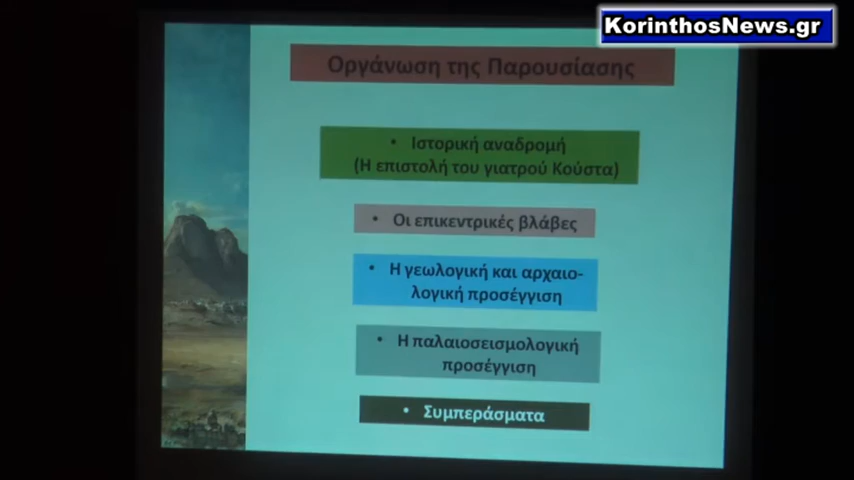 KorinthosNews.gr
Οργάνωση της Παρουσίασης
• Ιστορική αναδρομή
(Η επιστολή του γιατρού Κούστα)
• Οι επικεντρικές βλάβες
• Η γεωλογική και αρχαιο-
λογική προσέγγιση
• Η παλαιοσεισμολογική
προσέγγιση
• Συμπεράσματα